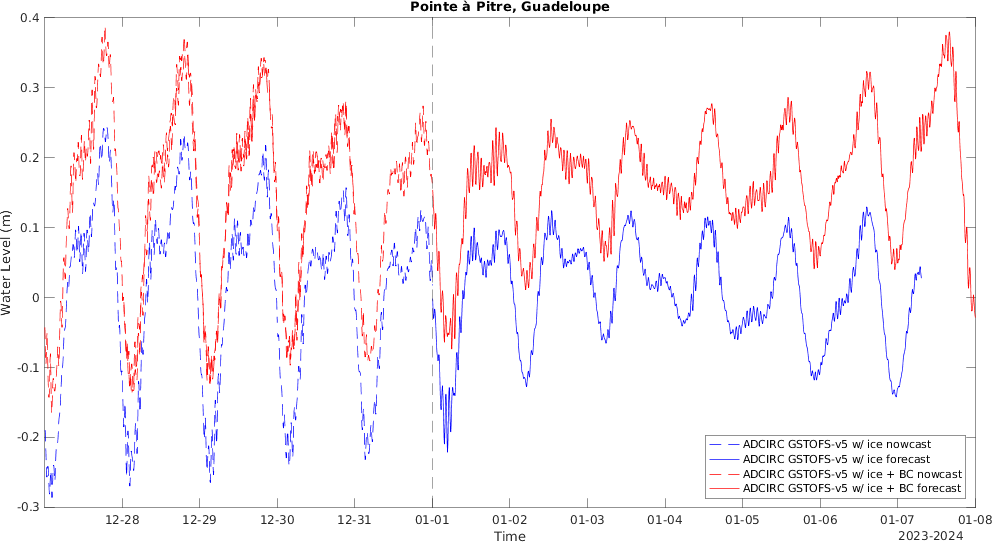 Pointe à Pitre, Guadeloupe
Water Level (m)
0.4
0.3
0.2
0.1
0
-0.1
-0.2
-0.3
12-28 12-29 12-30 12-31 01-01 01-02 01-03 01-04 01-05 01-06 01-07 01-08
Time
2023-2024
ADCIRC GSTOFS-v5 w/ ice nowcast
ADCIRC GSTOFS-v5 w/ ice forecast
ADCIRC GSTOFS-v5 w/ ice + BC nowcast
ADCIRC GSTOFS-v5 w/ ice + BC forecast